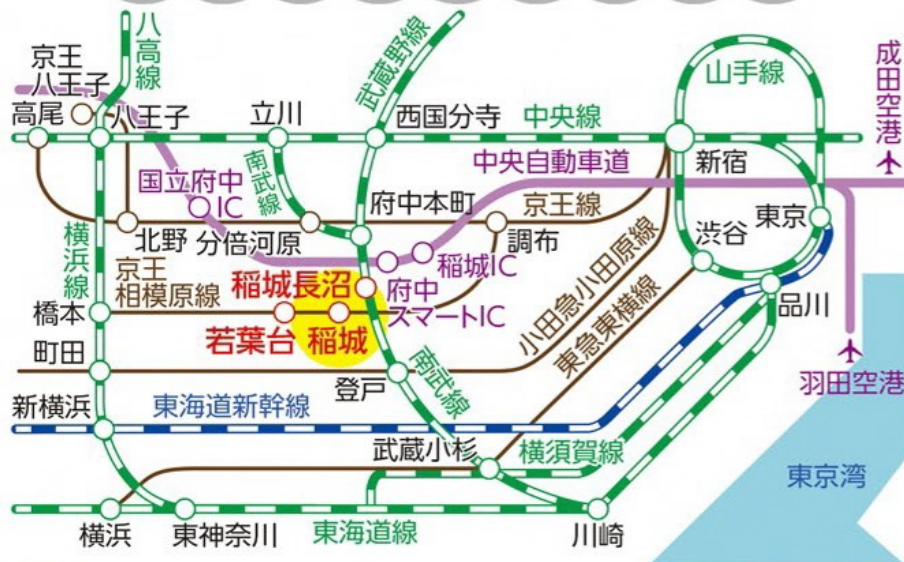 京王
八王子
八高線
武蔵野線
山手線
成田空港
高尾
八王子
立川
西国分寺
中央線
新宿
中央自動車道
国立府中
IC
南武線
府中本町
京王線
東京
渋谷
横浜線
北野
分倍河原
調布
稲城IC
京王
相模原線
稲城長沼
府中
スマートIC
小田急小田原線
東急東横線
品川
橋本
若葉台
稲城
町田
登戸
南武線
羽田空港
新横浜
東海道新幹線
武蔵小杉
横須賀線
東京湾
横浜
東神奈川
東海道線
川崎